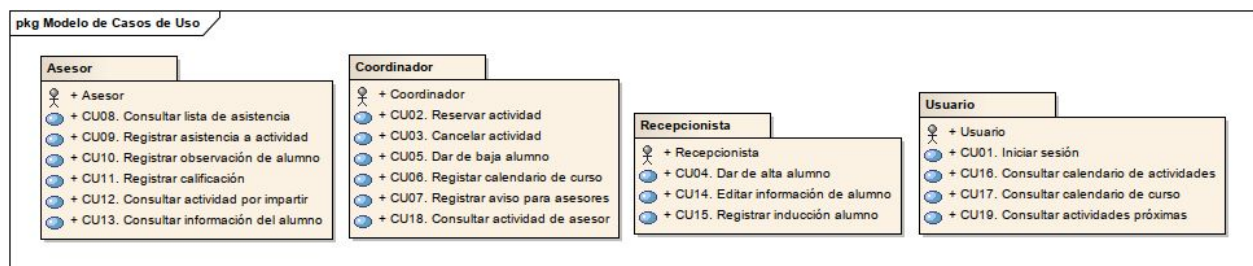 pkg Modelo de Casos de Uso
Asesor
+ Asesor
+ CU08. Consultar lista de asistencia
+ CU09. Registrar asistencia a actividad
+ CU10. Registrar observación de alumno
+ CU11. Registrar calificación
+ CU12. Consultar actividad por impartir
+ CU13. Consultar información del alumno
Coordinador
+ Coordinador
+ CU02. Reservar actividad
+ CU03. Cancelar actividad
+ CU05. Dar de baja alumno
+ CU06. Registar calendario de curso
+ CU07. Registrar aviso para asesores
+ CU18. Consultar actividad de asesor
Recepcionista
+ Recepcionista
+ CU04. Dar de alta alumno
+ CU14. Editar información de alumno
+ CU15. Registrar inducción alumno
Usuario
+ Usuario
+ CU01. Iniciar sesión
+ CU16. Consultar calendario de actividades
+ CU17. Consultar calendario de curso
+ CU19. Consultar actividades próximas